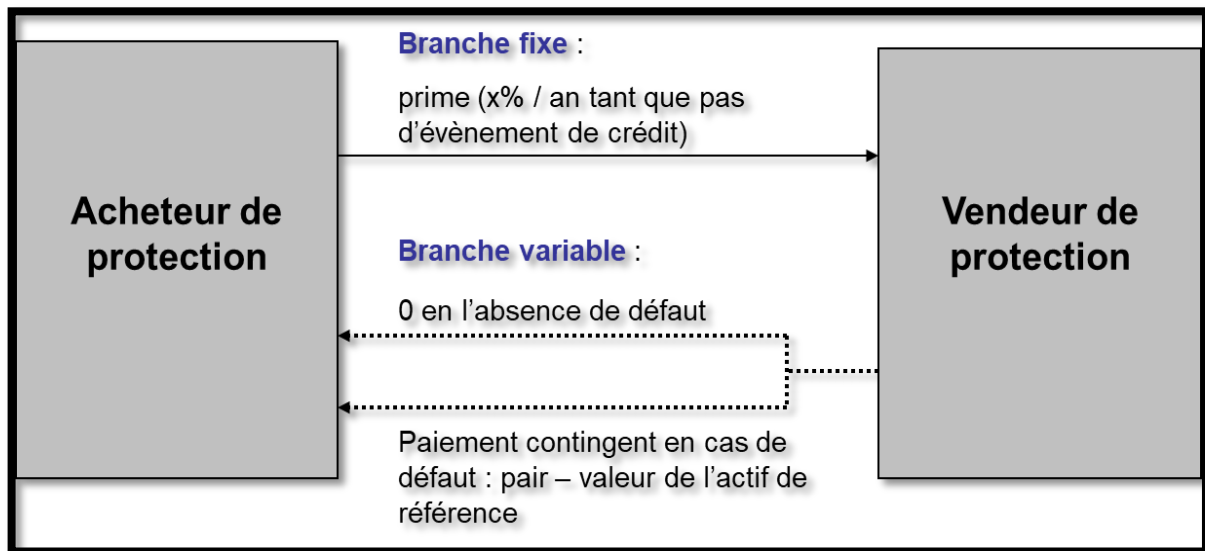 Branche fixe :
prime (x% / an tant que pas
d’évènement de crédit)
Acheteur de
protection
Vendeur de
protection
Branche variable :
0 en l’absence de défaut
Paiement contingent en cas de
défaut : pair – valeur de l’actif de
référence